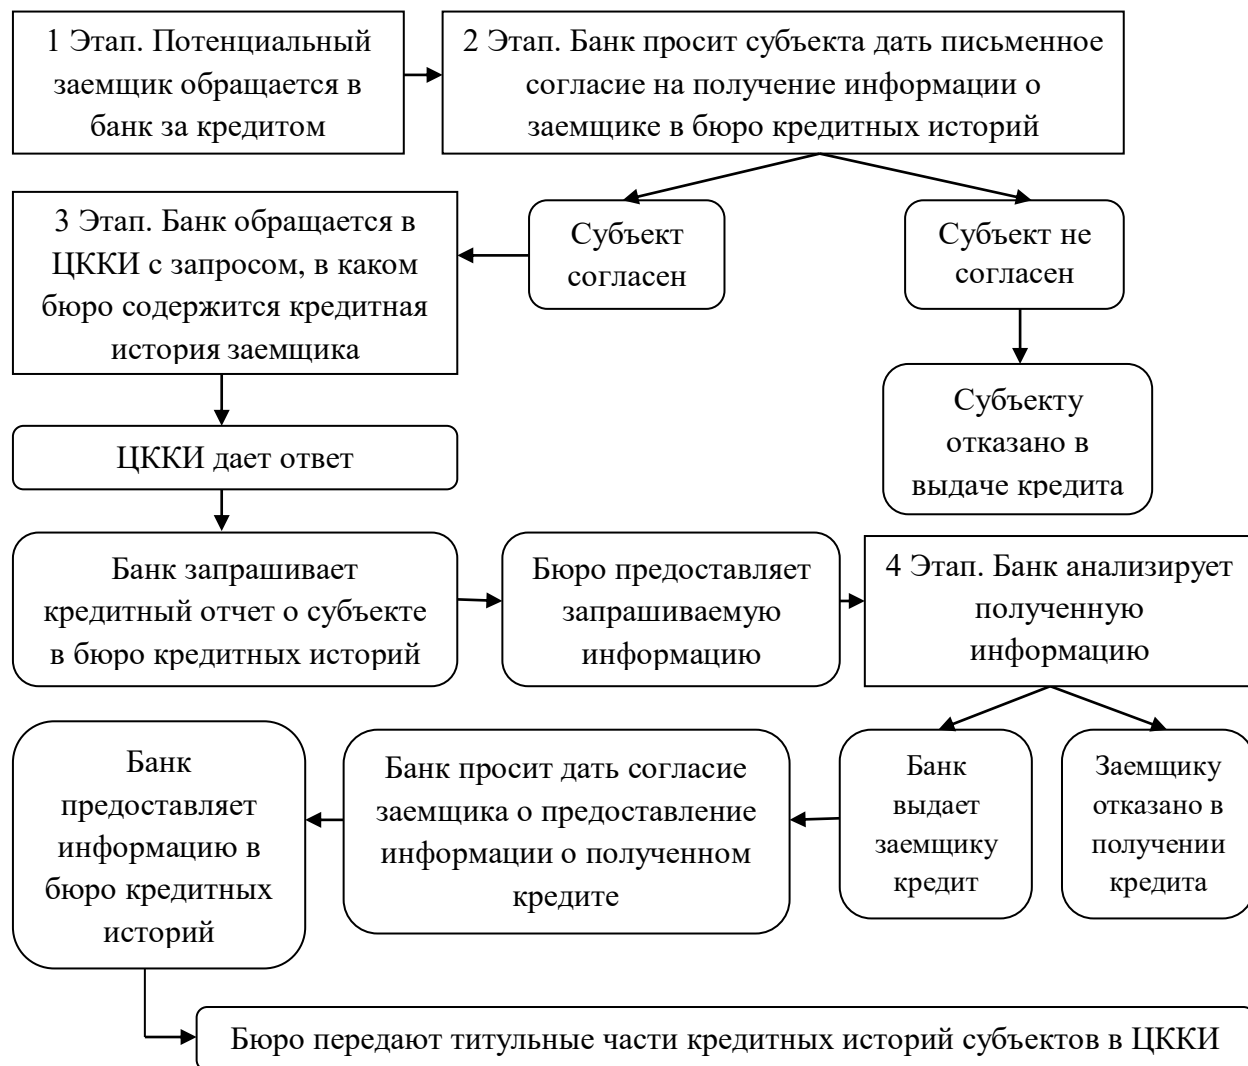 1 Этап. Потенциальный
заемщик обращается в
банк за кредитом
2 Этап. Банк просит субъекта дать письменное
согласие на получение информации о
заемщике в бюро кредитных историй
Субъект
согласен
Субъект не
согласен
3 Этап. Банк обращается в
ЦККИ с запросом, в каком
бюро содержится кредитная
история заемщика
Субъекту
отказано в
выдаче кредита
ЦККИ дает ответ
Банк запрашивает
кредитный отчет о субъекте
в бюро кредитных историй
Бюро предоставляет
запрашиваемую
информацию
4 Этап. Банк анализирует
полученную
информацию
Банк
выдает
заемщику
кредит
Заемщику
отказано в
получении
кредита
Банк просит дать согласие
заемщика о предоставление
информации о полученном
кредите
Банк
предоставляет
информацию в
бюро кредитных
историй
Бюро передают титульные части кредитных историй субъектов в ЦККИ